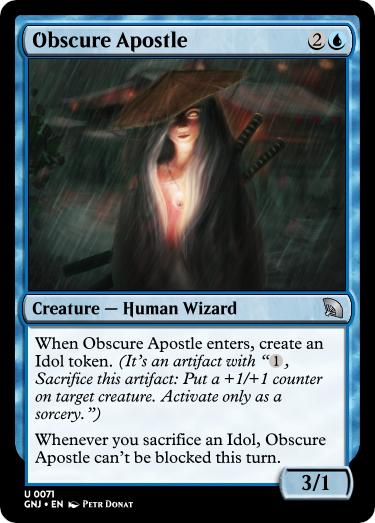 Obscure Apostle 2
Creature — Human Wizard
When Obscure Apostle enters, create an
Idol token. (It's an artifact with “1,
Sacrifice this artifact: Put a +1/+1 counter
on target creature. Activate only as a
sorcery.”)
Whenever you sacrifice an Idol, Obscure
Apostle can't be blocked this turn.
3/1
U 0071
GNJ • EN Petr Donat